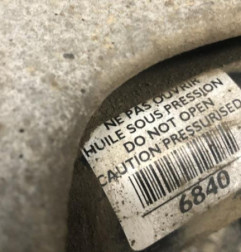 NE PAS OUVRIR
HUILE SOUS PRESSION
DO NOT OPEN
CAUTION PRESSURISED
6840